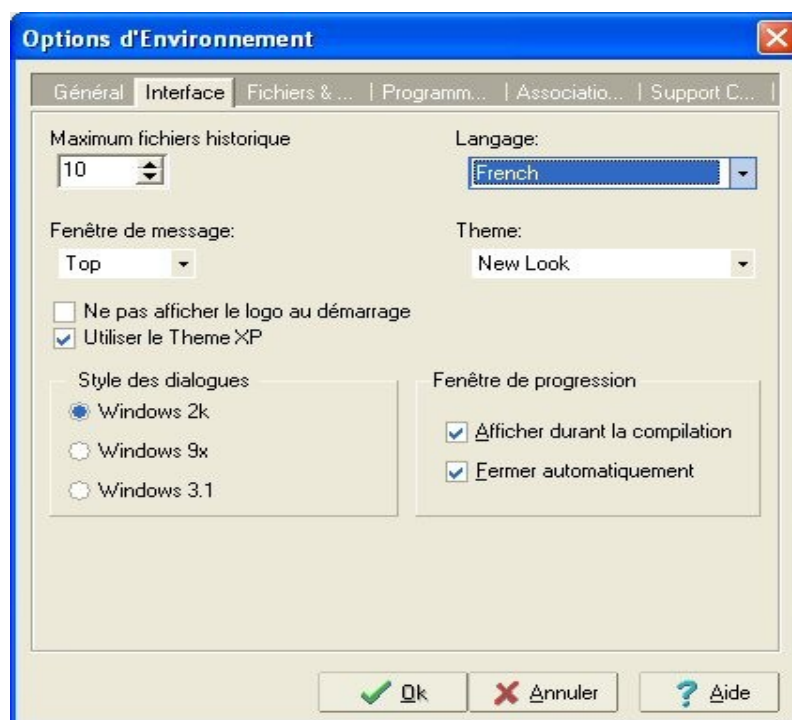 Options d'Environnement
Général Interface Fichiers & ... Programm... Associatio... Support C...
Maximum fichiers historique Langage:
10 French
Fenêtre de message: Theme:
Top New Look
Ne pas afficher le logo au démarrage
Utiliser le Theme XP
Style des dialogues Fenêtre de progression
Windows 2k
Afficher durant la compilation
Windows 9x
Fermer automatiquement
Windows 3.1
Ok Annuler Aide